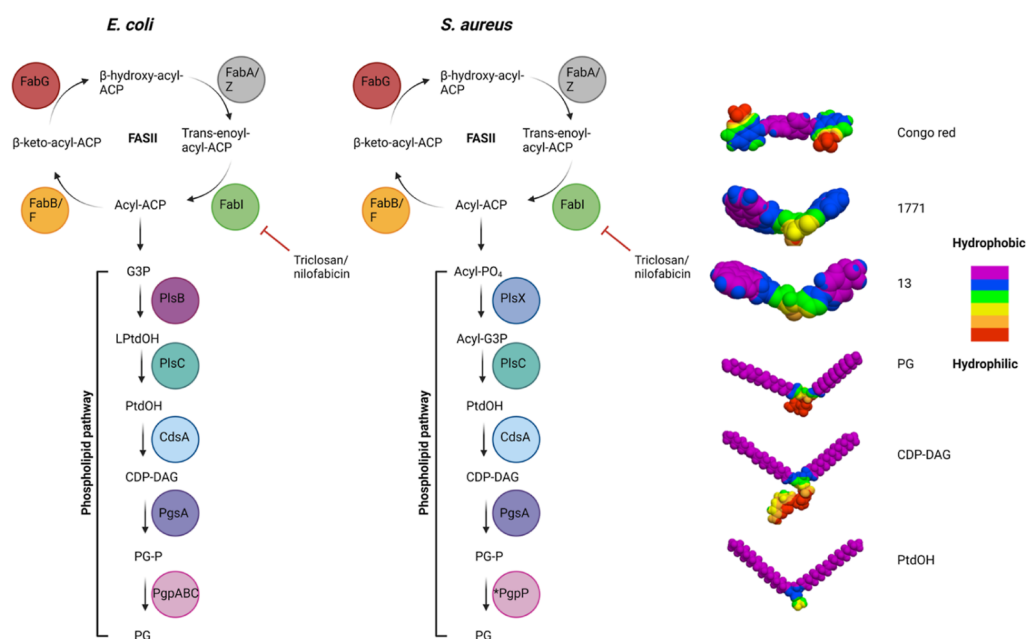 E. coli
FabG
β-hydroxy-acyl-
ACP
FabA/
Z
β-keto-acyl-ACP
FASII
Trans-enoyl-
acyl-ACP
FabB/
F
Acyl-ACP
FabI
Triclosan/
nilofabicin
Phospholipid pathway
G3P
PlsB
LPtdOH
PlsC
PtdOH
CdsA
CDP-DAG
PgsA
PG-P
PgpABC
PG
S. aureus
FabG
β-hydroxy-acyl-
ACP
FabA/
Z
β-keto-acyl-ACP
FASII
Trans-enoyl-
acyl-ACP
FabB/
F
Acyl-ACP
FabI
Triclosan/
nilofabicin
Phospholipid pathway
Acyl-PO₄
PlsX
Acyl-G3P
PlsC
PtdOH
CdsA
CDP-DAG
PgsA
PG-P
*PgpP
PG
Congo red
1771
13
PG
CDP-DAG
PtdOH
Hydrophobic
Hydrophilic